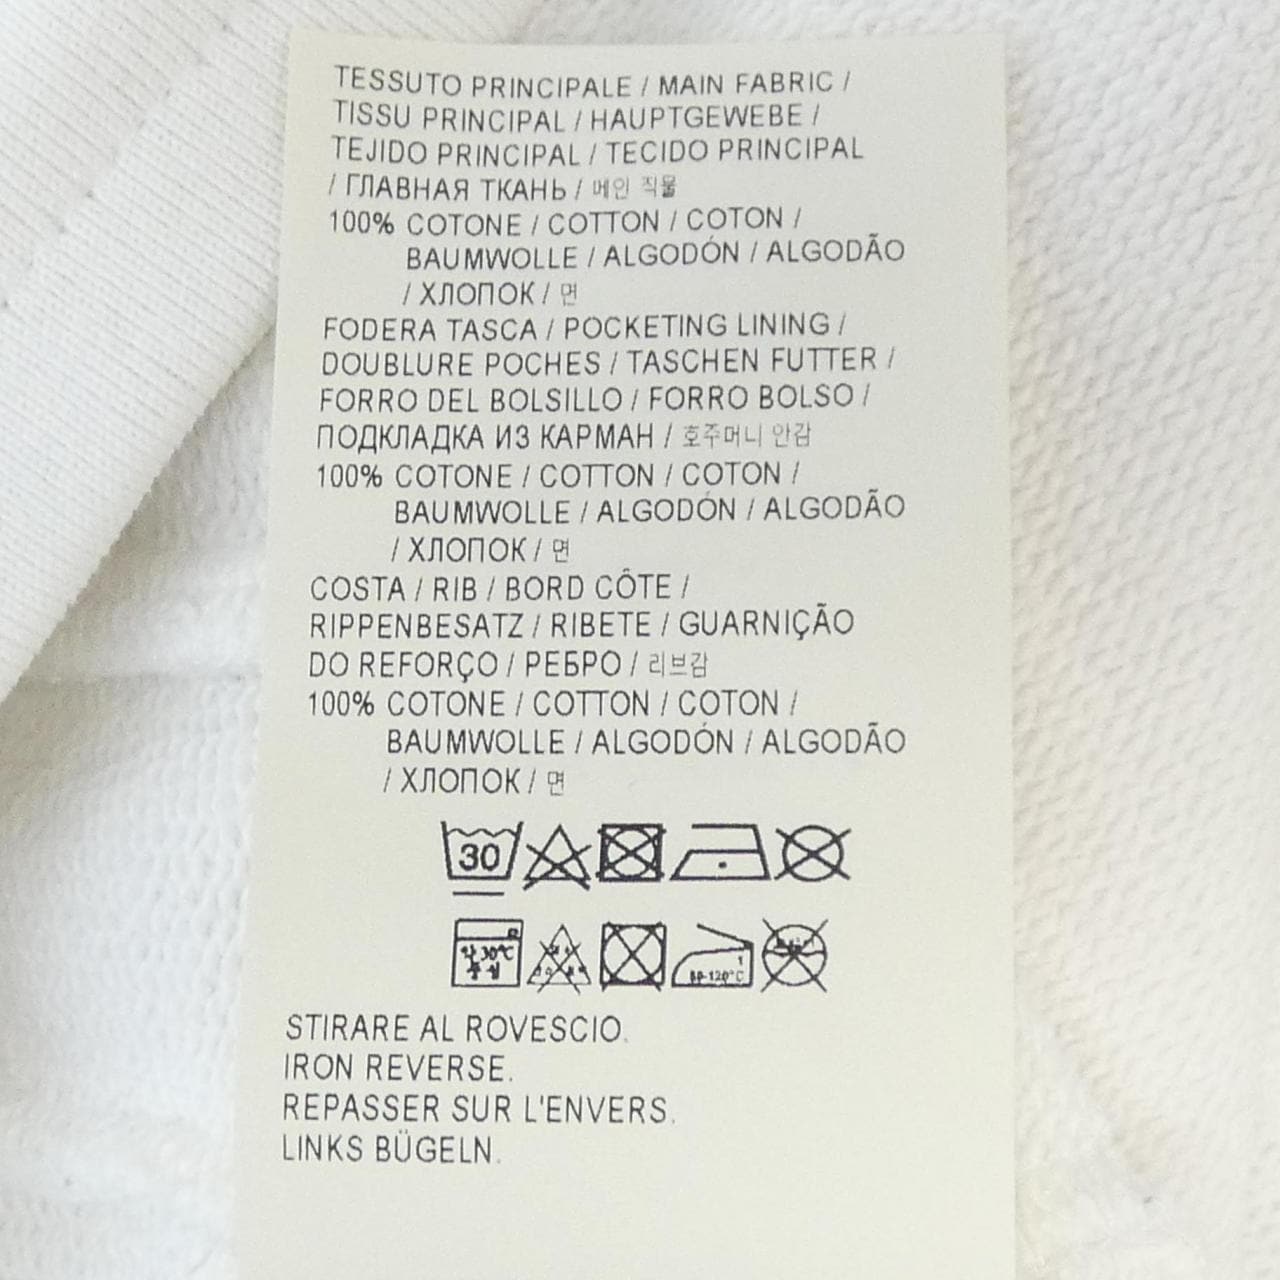 TESSUTO PRINCIPALE / MAIN FABRIC /
TISSU PRINCIPAL / HAUPTGEWEBE /
TEJIDO PRINCIPAL / TECIDO PRINCIPAL
/ ГЛАВНАЯ ТКАНЬ / 메인 직물
100% COTONE / COTTON / COTON /
BAUMWOLLE / ALGODÓN / ALGODÃO
/ ХЛОПОК / 면
FODERA TASCA / POCKETING LINING /
DOUBLURE POCHES / TASCHEN FUTTER /
FORRO DEL BOLSILLO / FORRO BOLSO /
ПОДКЛАДКА ИЗ КАРМАН / 호주머니 안감
100% COTONE / COTTON / COTON /
BAUMWOLLE / ALGODÓN / ALGODÃO
/ ХЛОПОК / 면
COSTA / RIB / BORD CÔTE /
RIPPENBESATZ / RIBETE / GUARNIÇÃO
DO REFORÇO / РЕБРО / 리브감
100% COTONE / COTTON / COTON /
BAUMWOLLE / ALGODÓN / ALGODÃO
/ ХЛОПОК / 면
30
약 30℃
1
120°C
STIRARE AL ROVESCIO.
IRON REVERSE.
REPASSER SUR L'ENVERS.
LINKS BÜGELN.